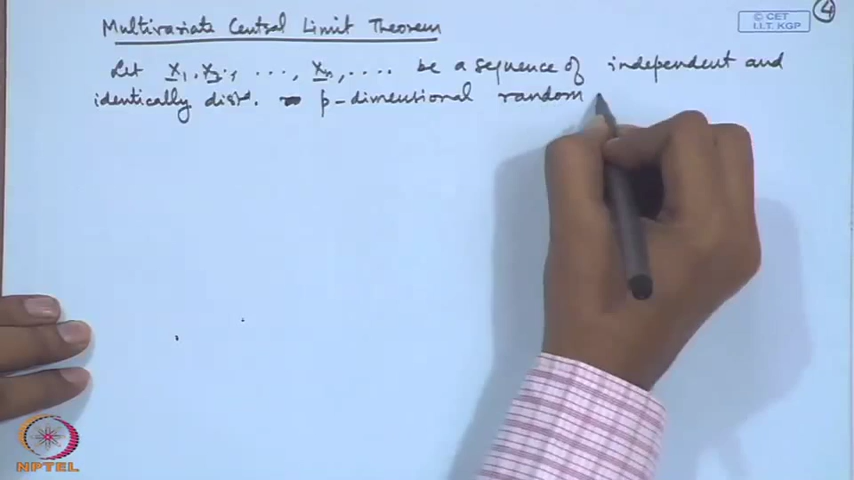 Multivariate Central Limit Theorem
© CET
I.I.T. KGP
4
Let X1, X2, ..., Xn, .... be a sequence of independent and
identically distd. p-dimensional random
NPTEL